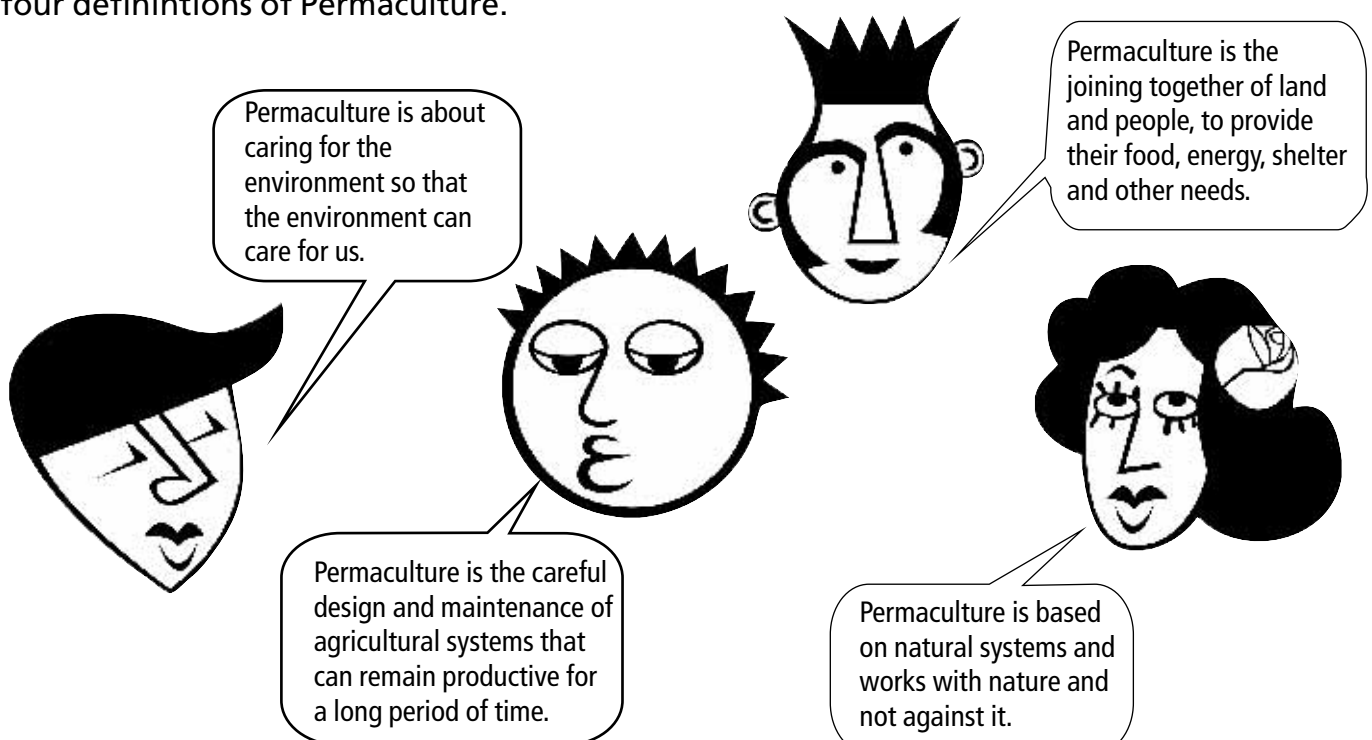 four definintions of Permaculture.
Permaculture is about
caring for the
environment so that
the environment can
care for us.
Permaculture is the
joining together of land
and people, to provide
their food, energy, shelter
and other needs.
Permaculture is the careful
design and maintenance of
agricultural systems that
can remain productive for
a long period of time.
Permaculture is based
on natural systems and
works with nature and
not against it.